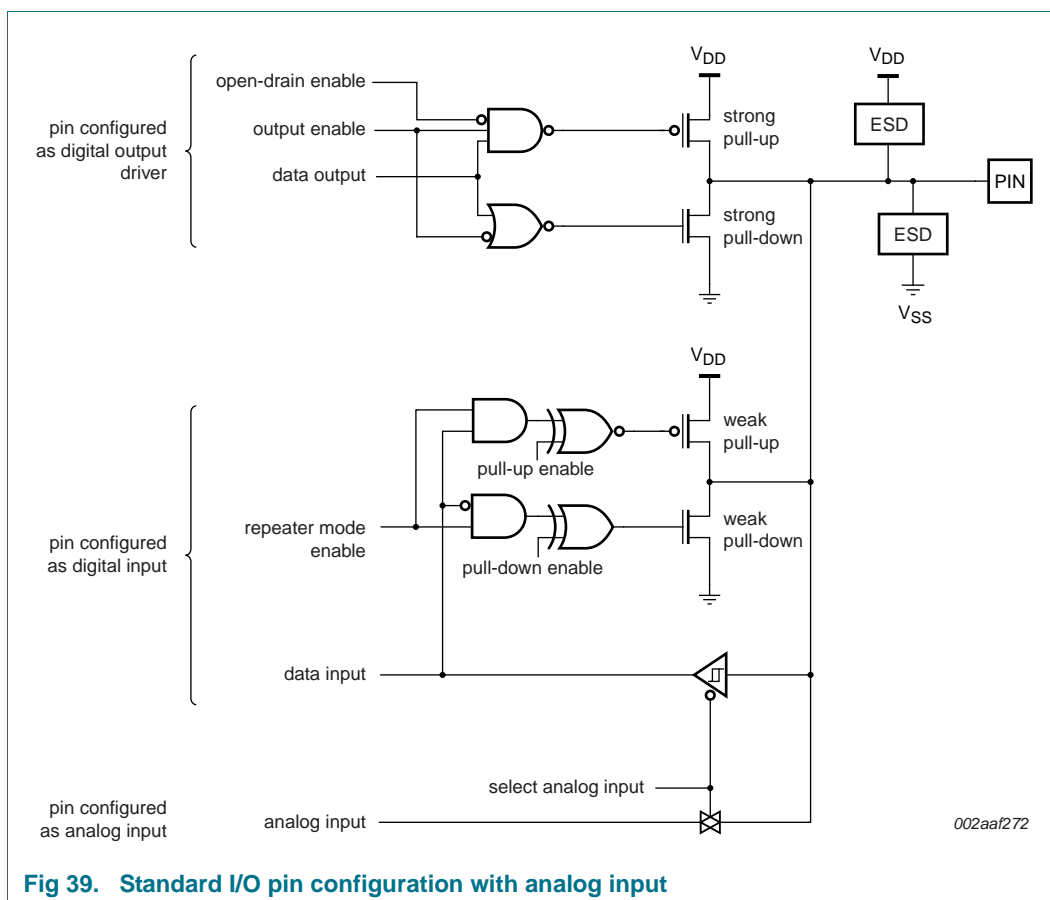 VDD
VDD
open-drain enable
strong
pull-up
ESD
pin configured
as digital output
driver
output enable
data output
PIN
strong
pull-down
ESD
VSS
VDD
weak
pull-up
pull-up enable
pin configured
as digital input
repeater mode
enable
weak
pull-down
pull-down enable
data input
select analog input
pin configured
as analog input
analog input
002aaf272
Fig 39. Standard I/O pin configuration with analog input